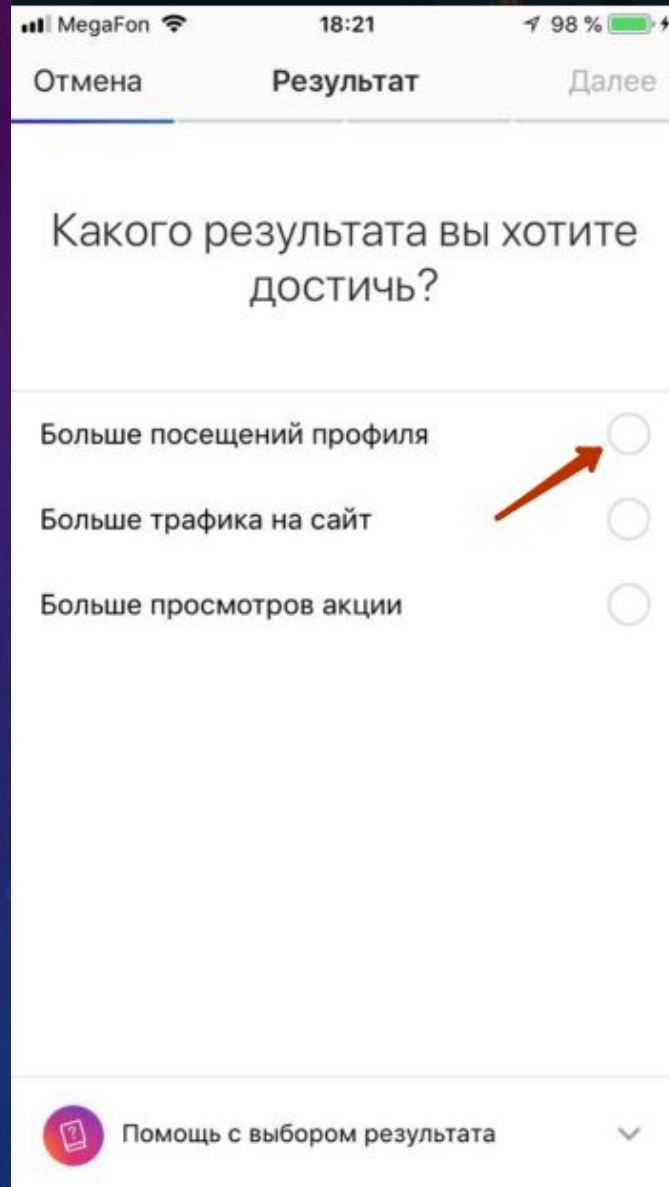 MegaFon 18:21 98 %
Отмена Результат Далее
Какого результата вы хотите
достичь?
Больше посещений профиля
Больше трафика на сайт
Больше просмотров акции
Помощь с выбором результата